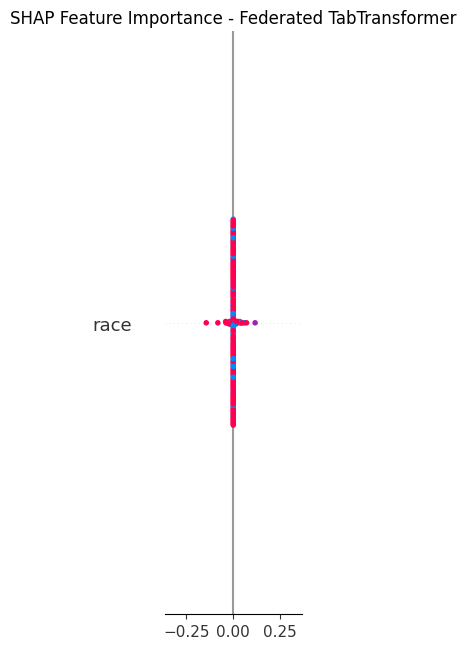 SHAP Feature Importance - Federated TabTransformer
race
−0.25 0.00 0.25